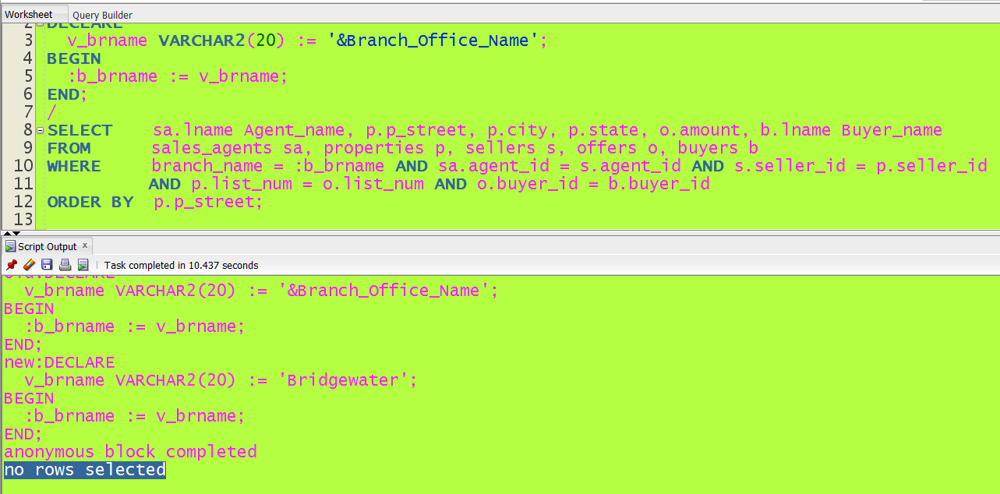 Worksheet Query Builder
2 DECLARE
3 v_brname VARCHAR2(20) := '&Branch_Office_Name';
4 BEGIN
5 :b_brname := v_brname;
6 END;
7 /
8 SELECT sa.lname Agent_name, p.p_street, p.city, p.state, o.amount, b.lname Buyer_name
9 FROM sales_agents sa, properties p, sellers s, offers o, buyers b
10 WHERE branch_name = :b_brname AND sa.agent_id = s.agent_id AND s.seller_id = p.seller_id
11 AND p.list_num = o.list_num AND o.buyer_id = b.buyer_id
12 ORDER BY p.p_street;
13
Script Output x
Task completed in 10.437 seconds
old:DECLARE
v_brname VARCHAR2(20) := '&Branch_Office_Name';
BEGIN
:b_brname := v_brname;
END;
new:DECLARE
v_brname VARCHAR2(20) := 'Bridgewater';
BEGIN
:b_brname := v_brname;
END;
anonymous block completed
no rows selected